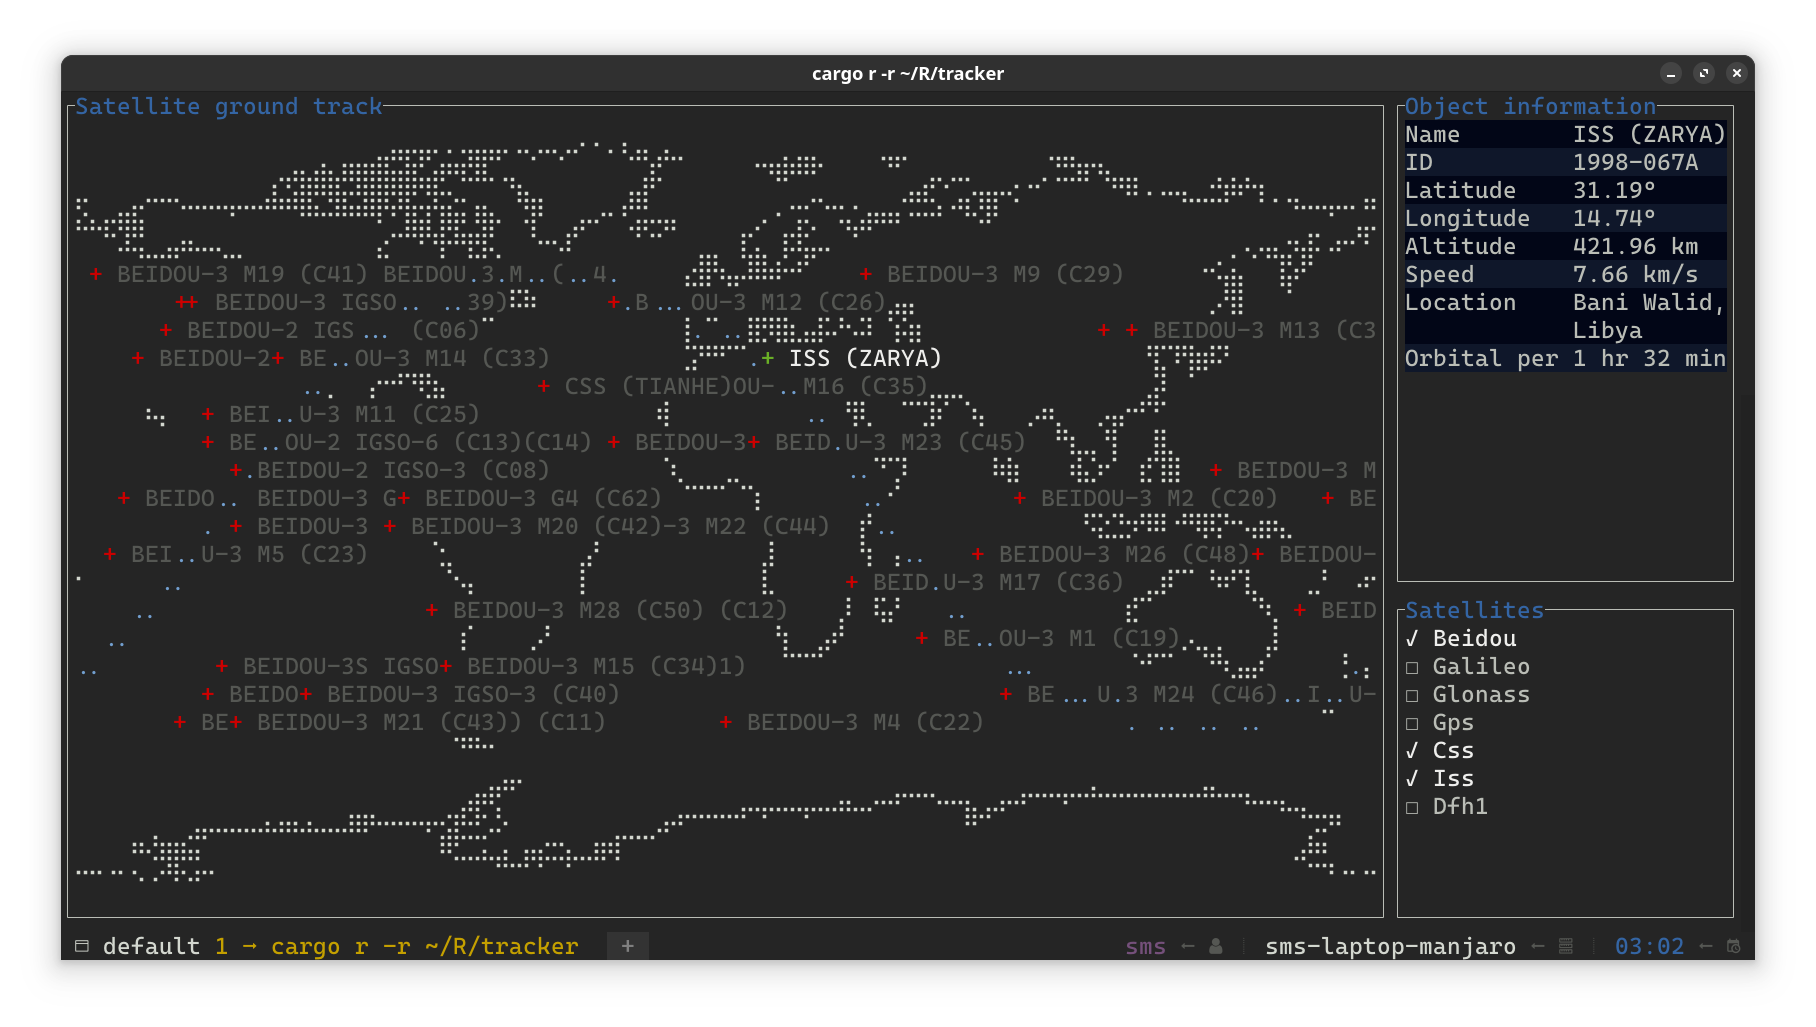 cargo r -r ~/R/tracker
Satellite ground track
+ BEIDOU-3 M19 (C41) BEIDOU.3.M..(..4.
+ BEIDOU-3 M9 (C29)
++ BEIDOU-3 IGSO.. ..39)
+.B ...OU-3 M12 (C26)
+ BEIDOU-2 IGS ... (C06)
+ + BEIDOU-3 M13 (C3
+ BEIDOU-2+ BE..OU-3 M14 (C33)
.+ ISS (ZARYA)
+ CSS (TIANHE)OU-..M16 (C35)
+ BEI..U-3 M11 (C25)
+ BE..OU-2 IGSO-6 (C13)(C14) + BEIDOU-3+ BEID.U-3 M23 (C45)
+.BEIDOU-2 IGSO-3 (C08)
+ BEIDOU-3 M
+ BEIDO.. BEIDOU-3 G+ BEIDOU-3 G4 (C62)
+ BEIDOU-3 M2 (C20) + BE
. + BEIDOU-3 + BEIDOU-3 M20 (C42)-3 M22 (C44)
+ BEI..U-3 M5 (C23)
+ BEIDOU-3 M26 (C48)+ BEIDOU-
+ BEID.U-3 M17 (C36)
+ BEIDOU-3 M28 (C50) (C12)
+ BEID
+ BE..OU-3 M1 (C19)
+ BEIDOU-3S IGSO+ BEIDOU-3 M15 (C34)1)
+ BEIDO+ BEIDOU-3 IGSO-3 (C40)
+ BE ...U.3 M24 (C46)..I..U-
+ BE+ BEIDOU-3 M21 (C43)) (C11)
+ BEIDOU-3 M4 (C22)
Object information
Name ISS (ZARYA)
ID 1998-067A
Latitude 31.19°
Longitude 14.74°
Altitude 421.96 km
Speed 7.66 km/s
Location Bani Walid,
Libya
Orbital per 1 hr 32 min
Satellites
√ Beidou
□ Galileo
□ Glonass
□ Gps
√ Css
√ Iss
□ Dfh1
default 1 → cargo r -r ~/R/tracker +
sms ← sms-laptop-manjaro ← 03:02 ←